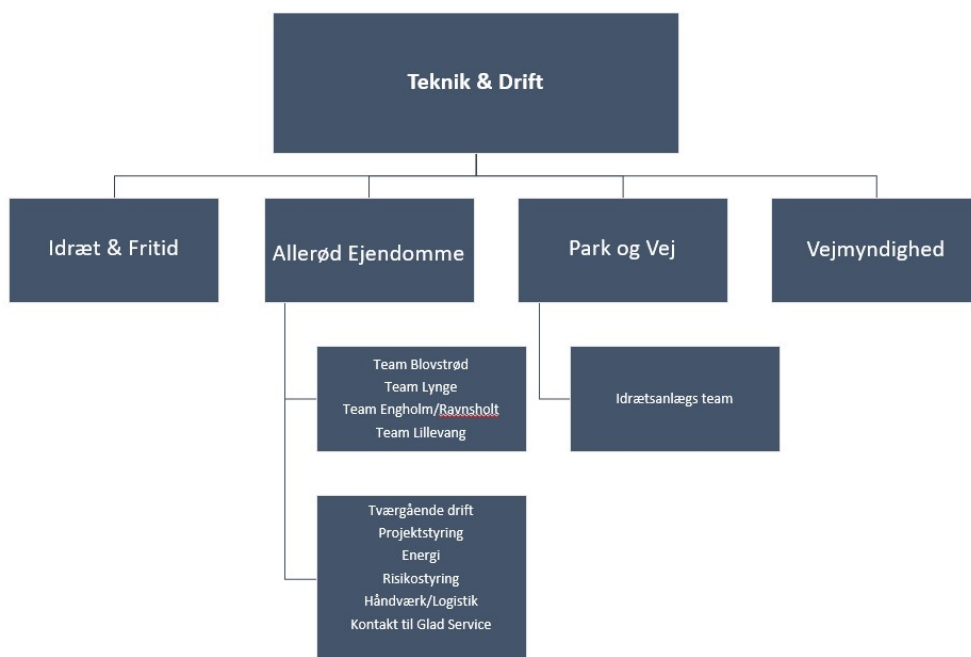 Teknik & Drift
Idræt & Fritid
Allerød Ejendomme
Park og Vej
Vejmyndighed
Team Blovstrød
Team Lynge
Team Engholm/Ravnsholt
Team Lillevang
Idrætsanlægs team
Tværgående drift
Projektstyring
Energi
Risikostyring
Håndværk/Logistik
Kontakt til Glad Service